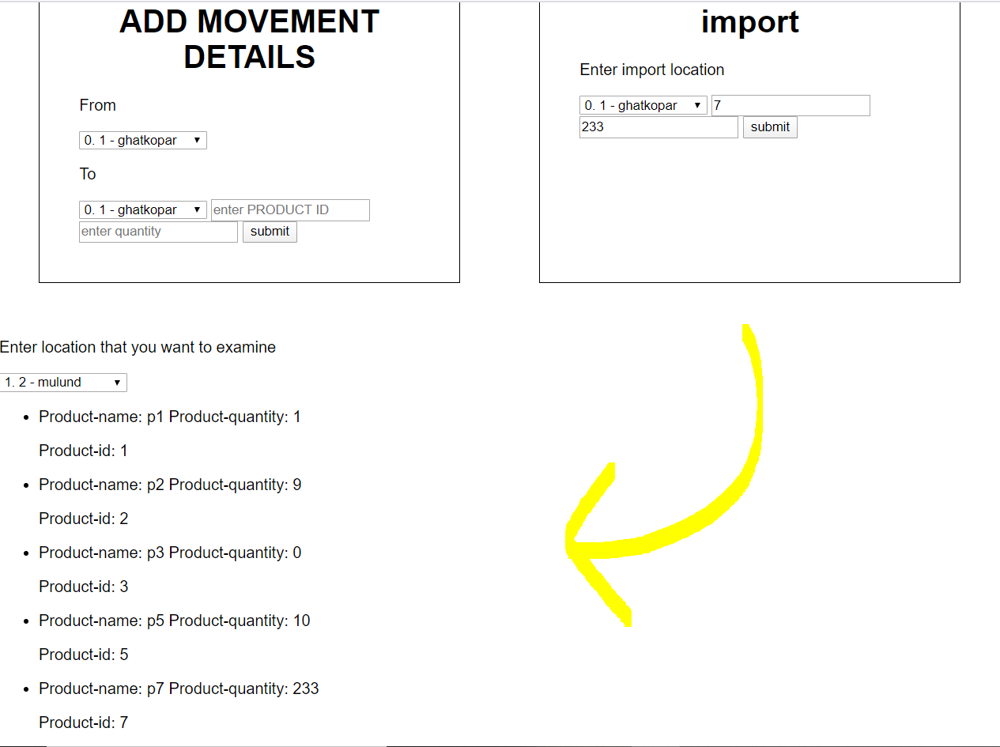 ADD MOVEMENT
DETAILS
From
0. 1 - ghatkopar
To
0. 1 - ghatkopar enter PRODUCT ID
enter quantity submit
import
Enter import location
0. 1 - ghatkopar 7
233 submit
Enter location that you want to examine
1. 2 - mulund
Product-name: p1 Product-quantity: 1
Product-id: 1
Product-name: p2 Product-quantity: 9
Product-id: 2
Product-name: p3 Product-quantity: 0
Product-id: 3
Product-name: p5 Product-quantity: 10
Product-id: 5
Product-name: p7 Product-quantity: 233
Product-id: 7